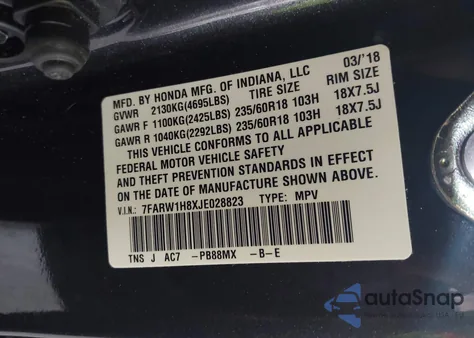 MFD. BY HONDA MFG. OF INDIANA, LLC 03/'18
GVWR 2130KG(4695LBS) TIRE SIZE RIM SIZE
GAWR F 1100KG(2425LBS) 235/60R18 103H 18X7.5J
GAWR R 1040KG(2292LBS) 235/60R18 103H 18X7.5J
THIS VEHICLE CONFORMS TO ALL APPLICABLE
FEDERAL MOTOR VEHICLE SAFETY
AND THEFT PREVENTION STANDARDS IN EFFECT
ON THE DATE OF MANUFACTURE SHOWN ABOVE.
V.I.N.: 7FARW1H8XJE028823 TYPE: MPV
TNS J AC7 -PB88MX -B-E
autaSnap